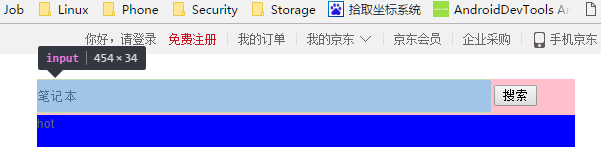 Job Linux Phone Security Storage 拾取坐标系统 AndroidDevTools An
你好，请登录 免费注册 我的订单 我的京东 京东会员 企业采购 手机京东
input 454 × 34
笔记本 搜索
hot